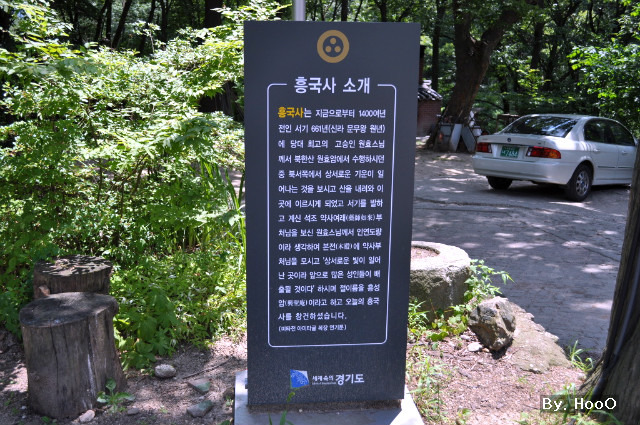 흥국사 소개
흥국사는 지금으로부터 1400여년
전인 서기 661년(신라 문무왕 원년)
에 당대 최고의 고승인 원효스님
께서 북한산 원효암에서 수행하시던
중 북서쪽에서 상서로운 기운이 일
어나는 것을 보시고 산을 내려와 이
곳에 이르시게 되었고 서기를 발하
고 계신 석조 약사여래(藥師如來)부
처님을 보신 원효스님께서 인연도량
이라 생각하여 본전(本殿)에 약사부
처님을 모시고 '상서로운 빛이 일어
난 곳이라 앞으로 많은 성인들이 배
출될 것이다' 하시며 절이름을 흥성
암(興聖庵)이라고 하고 오늘의 흥국
사를 창건하셨습니다.
세계속의 경기도
By. HooO